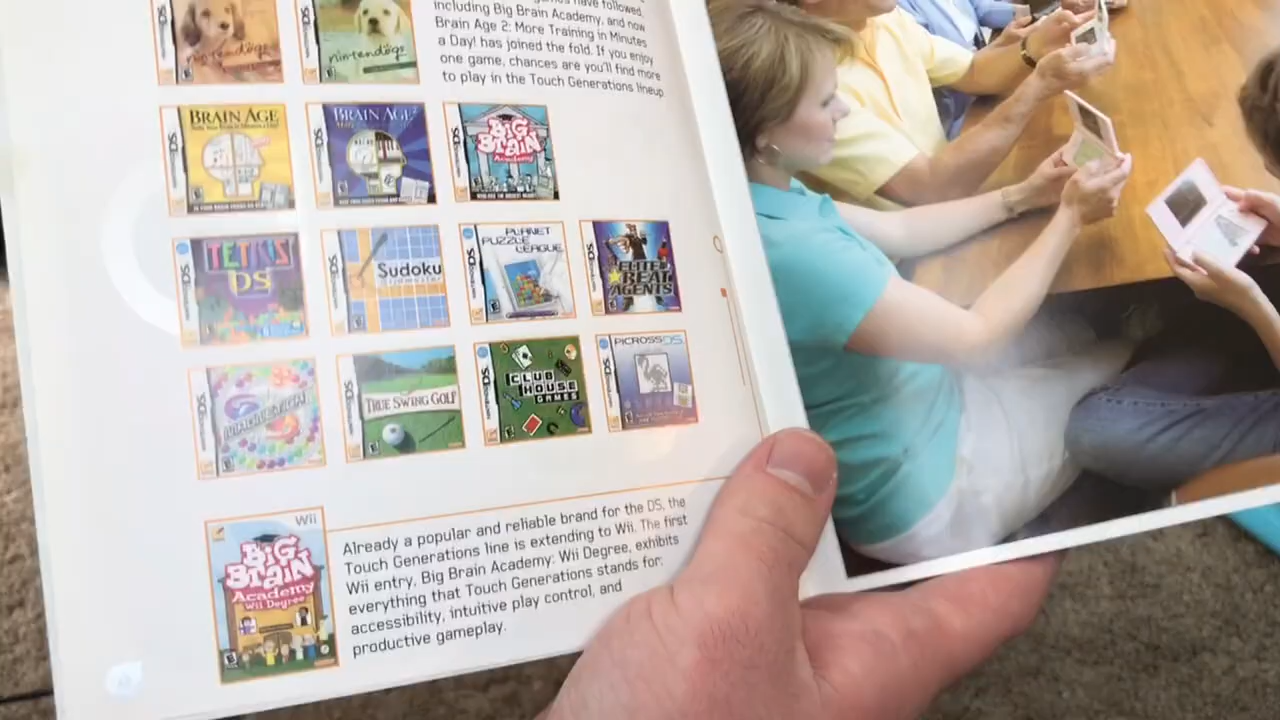 including Big Brain Academy, and now
Brain Age 2: More Training in Minutes
a Day! has joined the fold. If you enjoy
one game, chances are you'll find more
to play in the Touch Generations lineup.
nintendogs
nintendogs
BRAIN AGE
BRAIN AGE 2
BIG
BRAIN
Academy
TETRIS
DS
Sudoku
PLANET
PUZZLE
LEAGUE
ELITE
BEAT
AGENTS
MAGNETICA
TRUE SWING GOLF
CLUB
HOUSE
GAMES
PICROSS DS
Wii
BIG
BRAIN
Academy
Wii Degree
Already a popular and reliable brand for the DS, the
Touch Generations line is extending to Wii. The first
Wii entry, Big Brain Academy: Wii Degree, exhibits
everything that Touch Generations stands for:
accessibility, intuitive play control, and
productive gameplay.